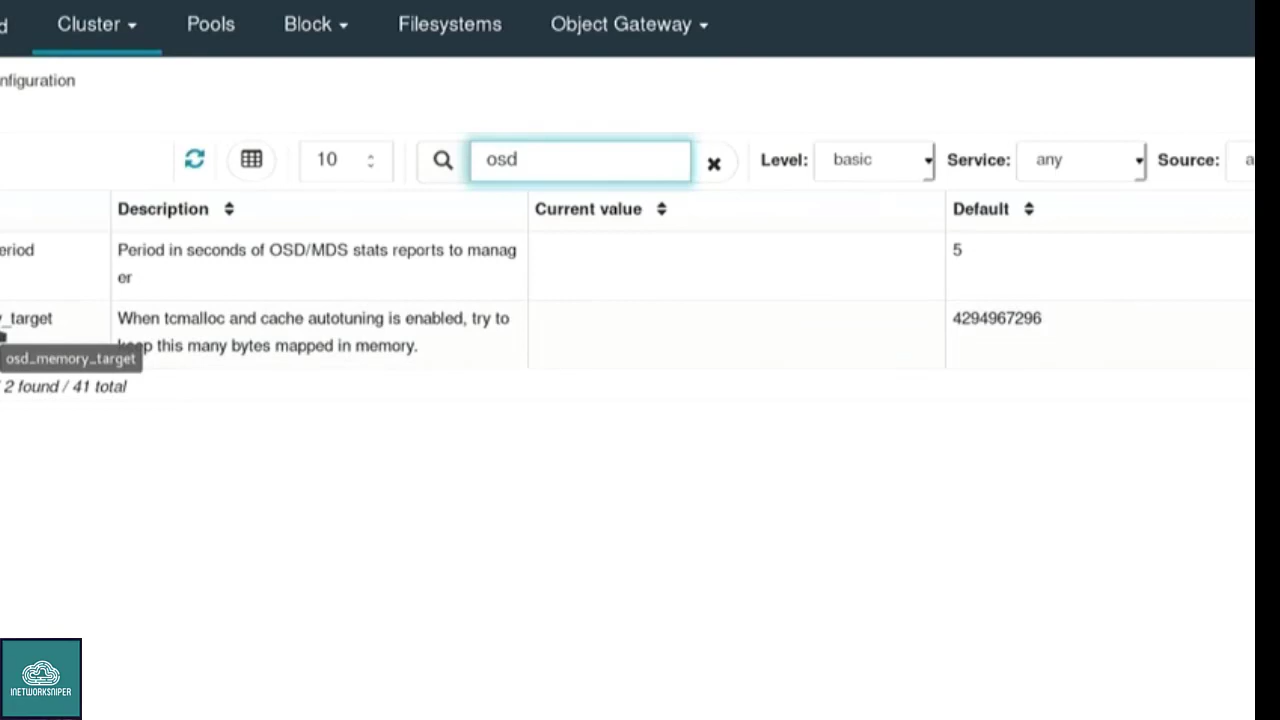 d Cluster Pools Block Filesystems Object Gateway
nfiguration
10 osd Level: basic Service: any Source: a
Description Current value Default
eriod Period in seconds of OSD/MDS stats reports to manag 5
er
_target When tcmalloc and cache autotuning is enabled, try to 4294967296
keep this many bytes mapped in memory.
osd_memory_target
2 found / 41 total
INETWORKSNIPER